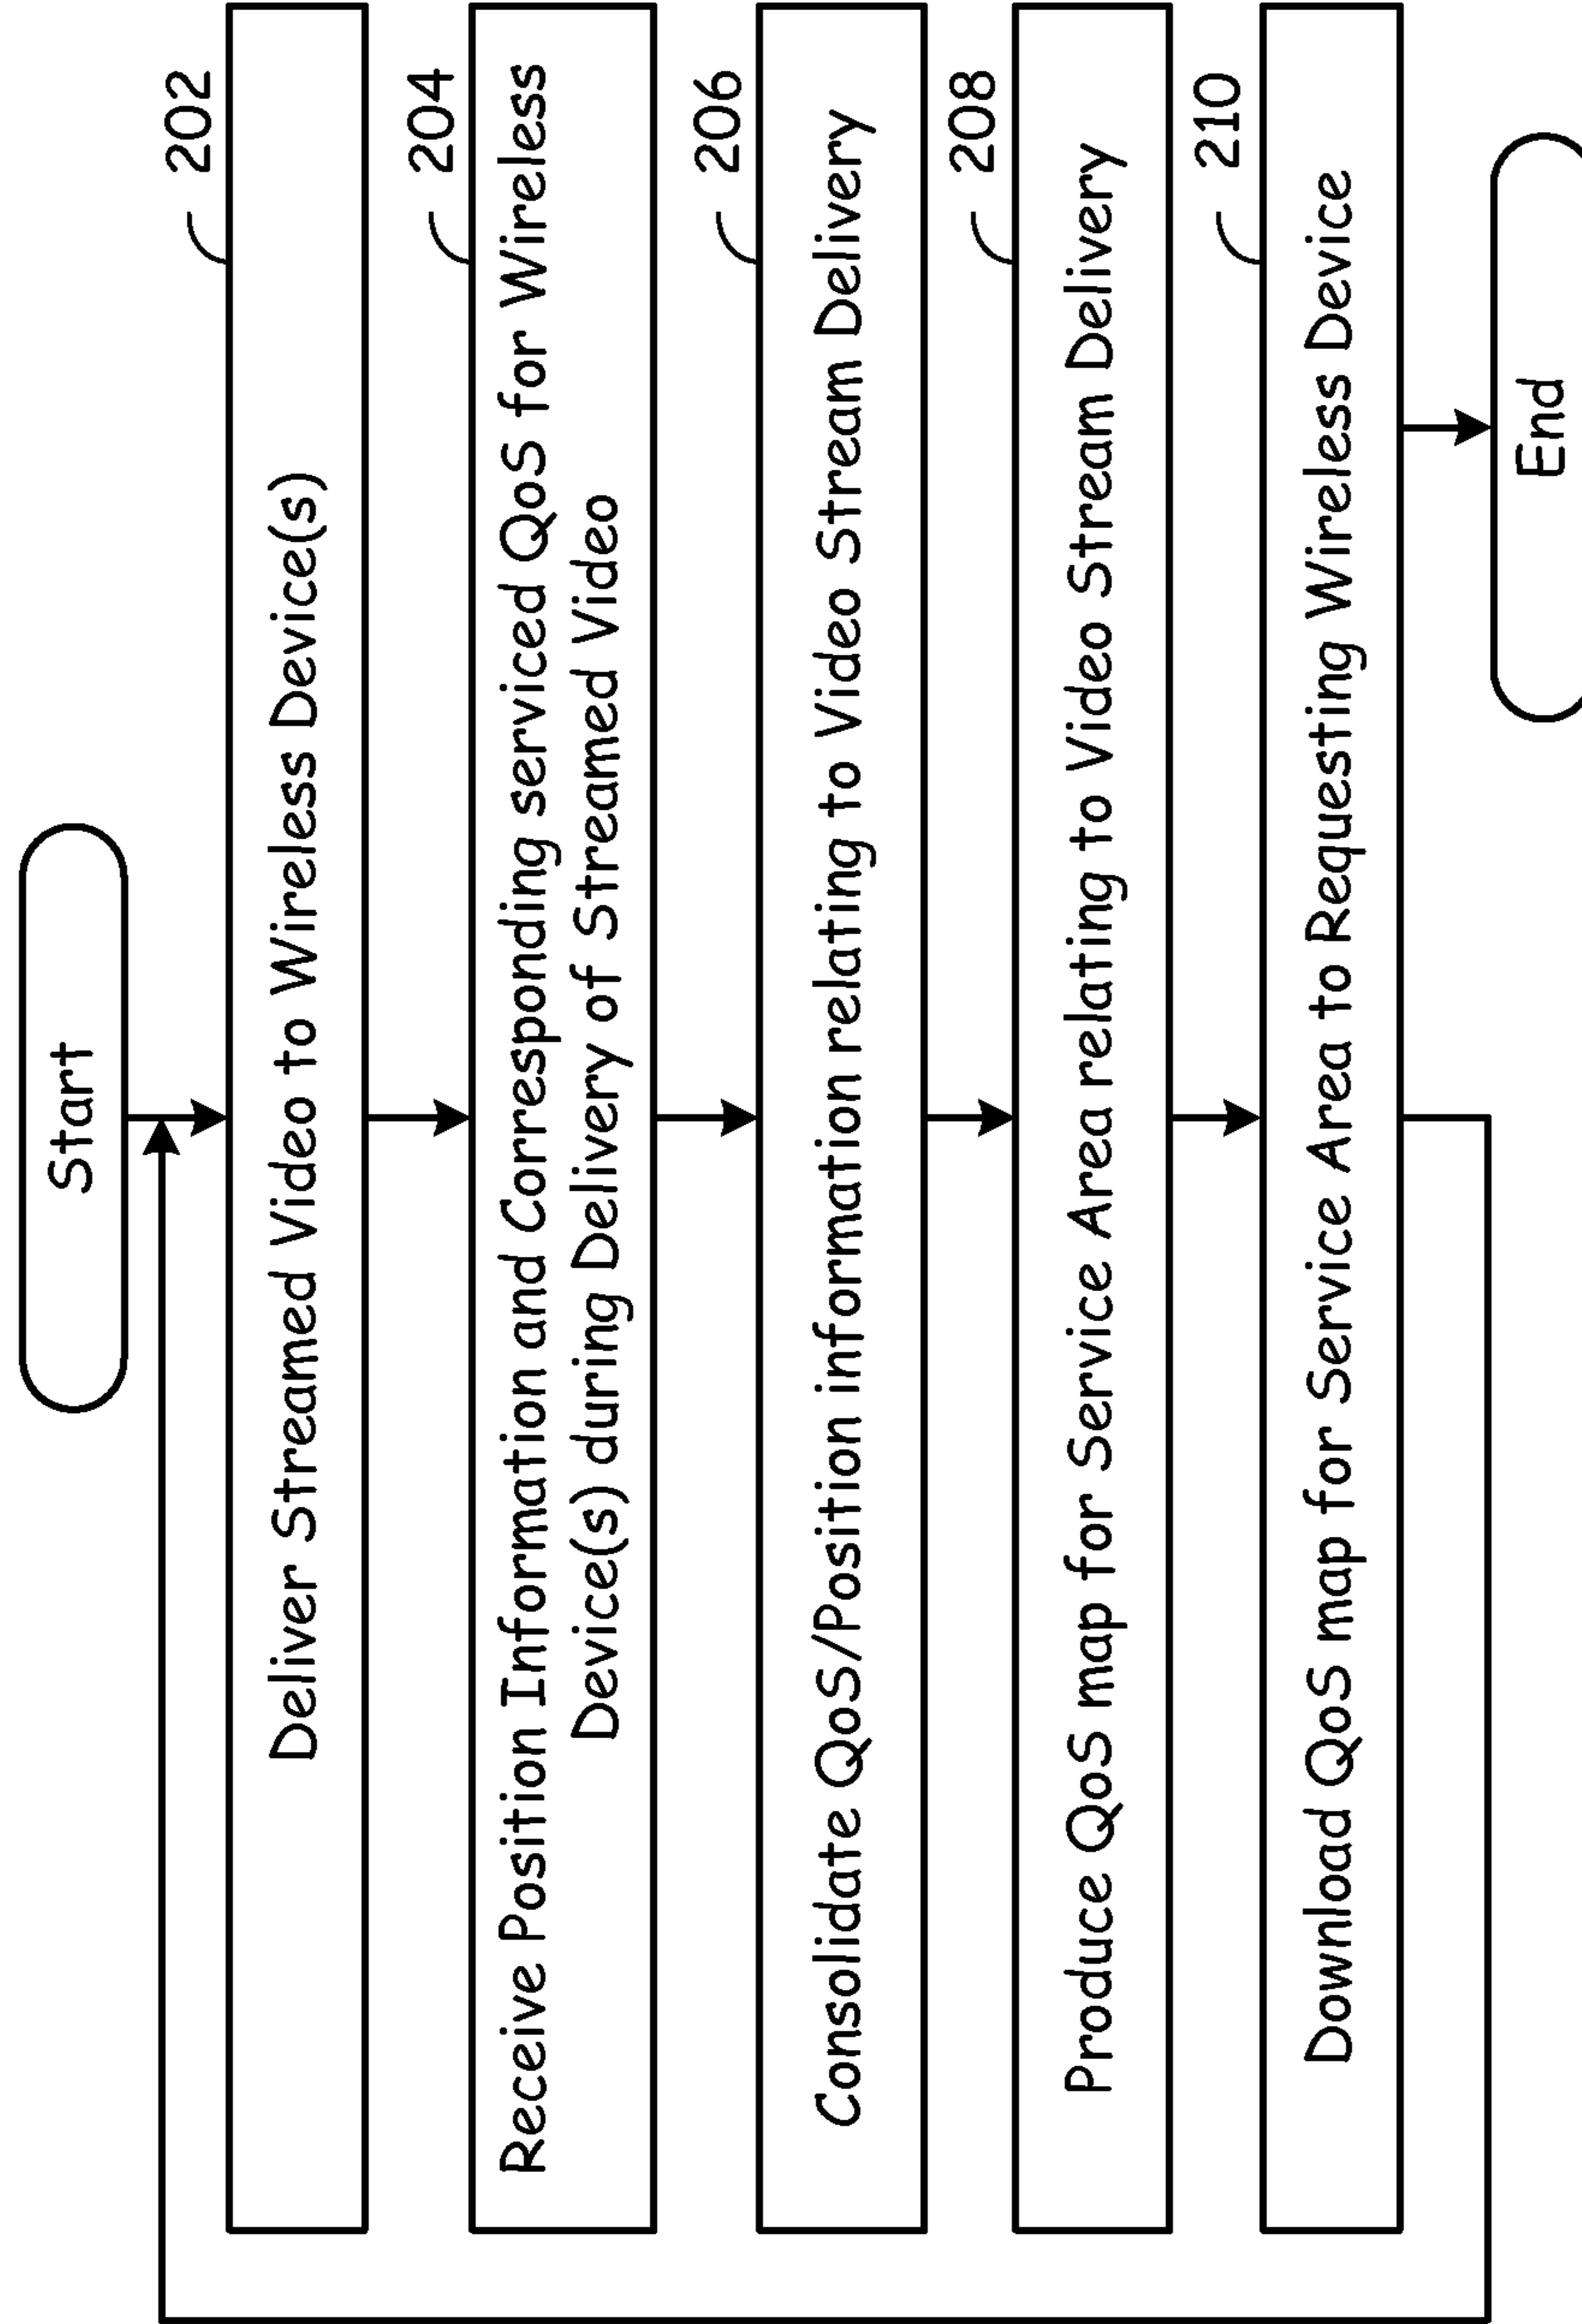 Start
202
Deliver Streamed Video to Wireless Device(s)
204
Receive Position Information and Corresponding serviced QoS for Wireless
Device(s) during Delivery of Streamed Video
206
Consolidate QoS/Position information relating to Video Stream Delivery
208
Produce QoS map for Service Area relating to Video Stream Delivery
210
Download QoS map for Service Area to Requesting Wireless Device
End